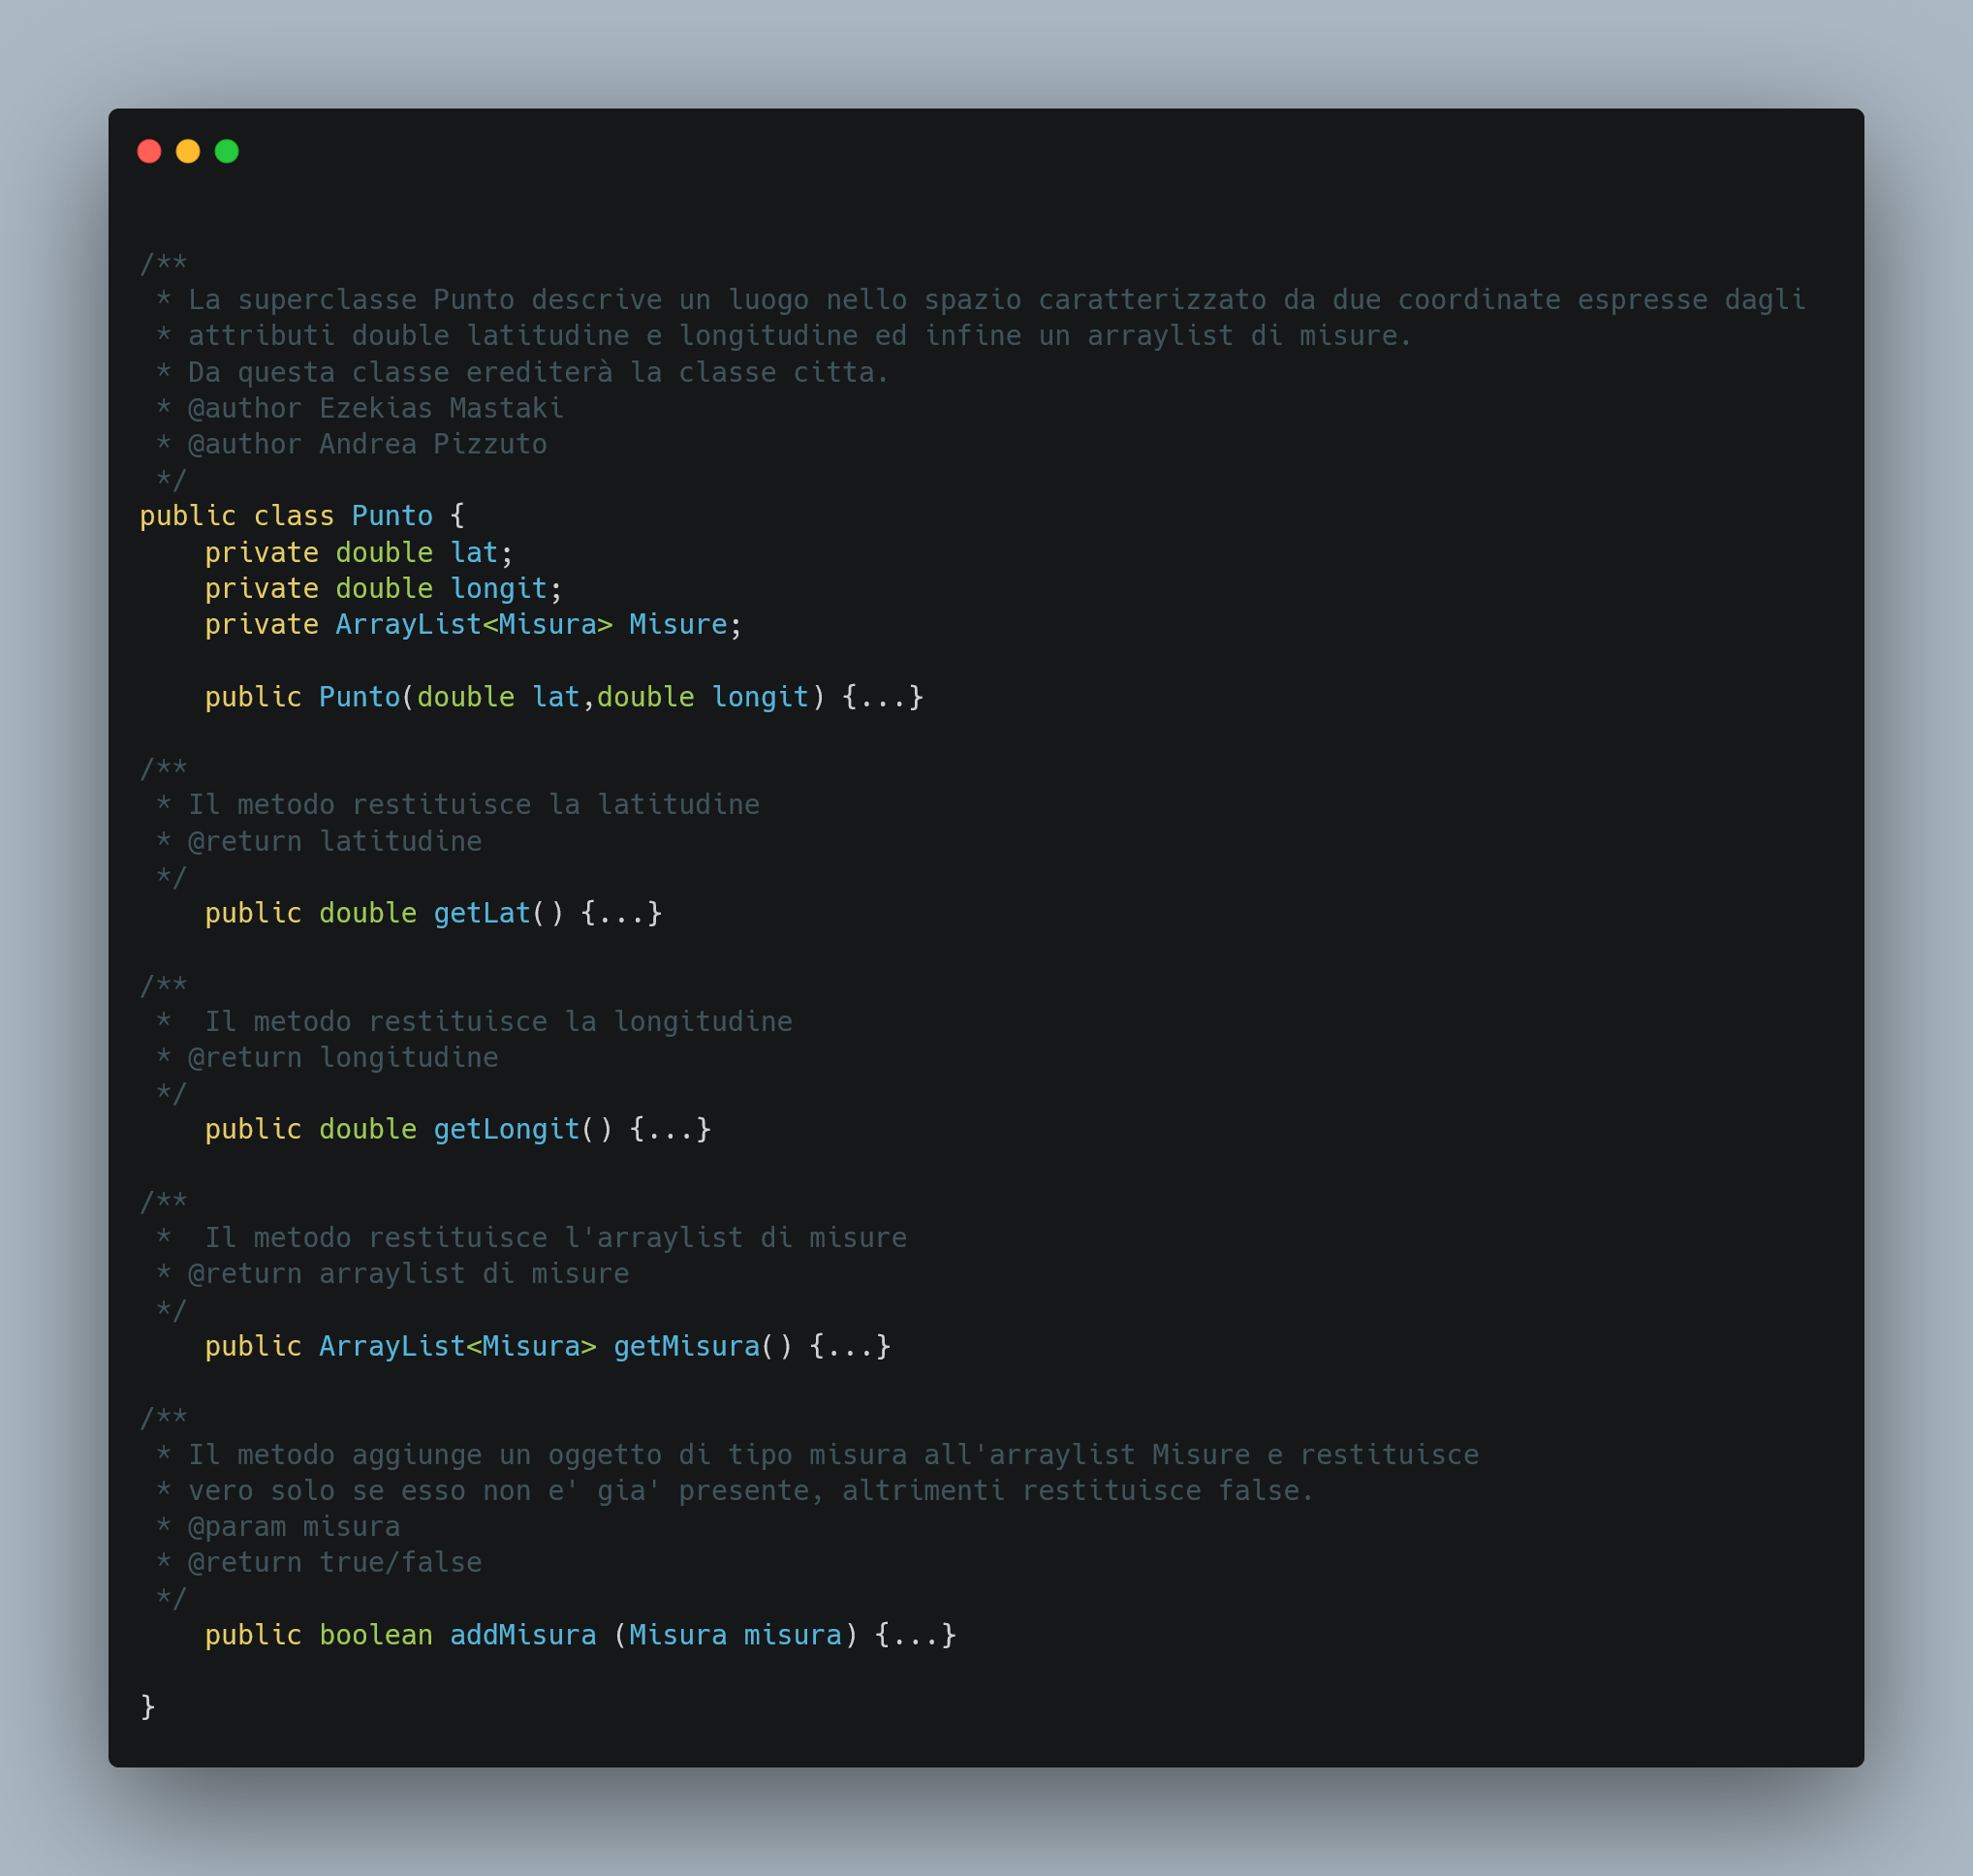 /**
 * La superclasse Punto descrive un luogo nello spazio caratterizzato da due coordinate espresse dagli
 * attributi double latitudine e longitudine ed infine un arraylist di misure.
 * Da questa classe erediterà la classe citta.
 * @author Ezekias Mastaki
 * @author Andrea Pizzuto
 */
public class Punto {
    private double lat;
    private double longit;
    private ArrayList<Misura> Misure;
    public Punto(double lat,double longit) {...}
/**
 * Il metodo restituisce la latitudine
 * @return latitudine
 */
    public double getLat() {...}
/**
 *  Il metodo restituisce la longitudine
 * @return longitudine
 */
    public double getLongit() {...}
/**
 *  Il metodo restituisce l'arraylist di misure
 * @return arraylist di misure
 */
    public ArrayList<Misura> getMisura() {...}
/**
 * Il metodo aggiunge un oggetto di tipo misura all'arraylist Misure e restituisce
 * vero solo se esso non e' gia' presente, altrimenti restituisce false.
 * @param misura
 * @return true/false
 */
    public boolean addMisura (Misura misura) {...}
}